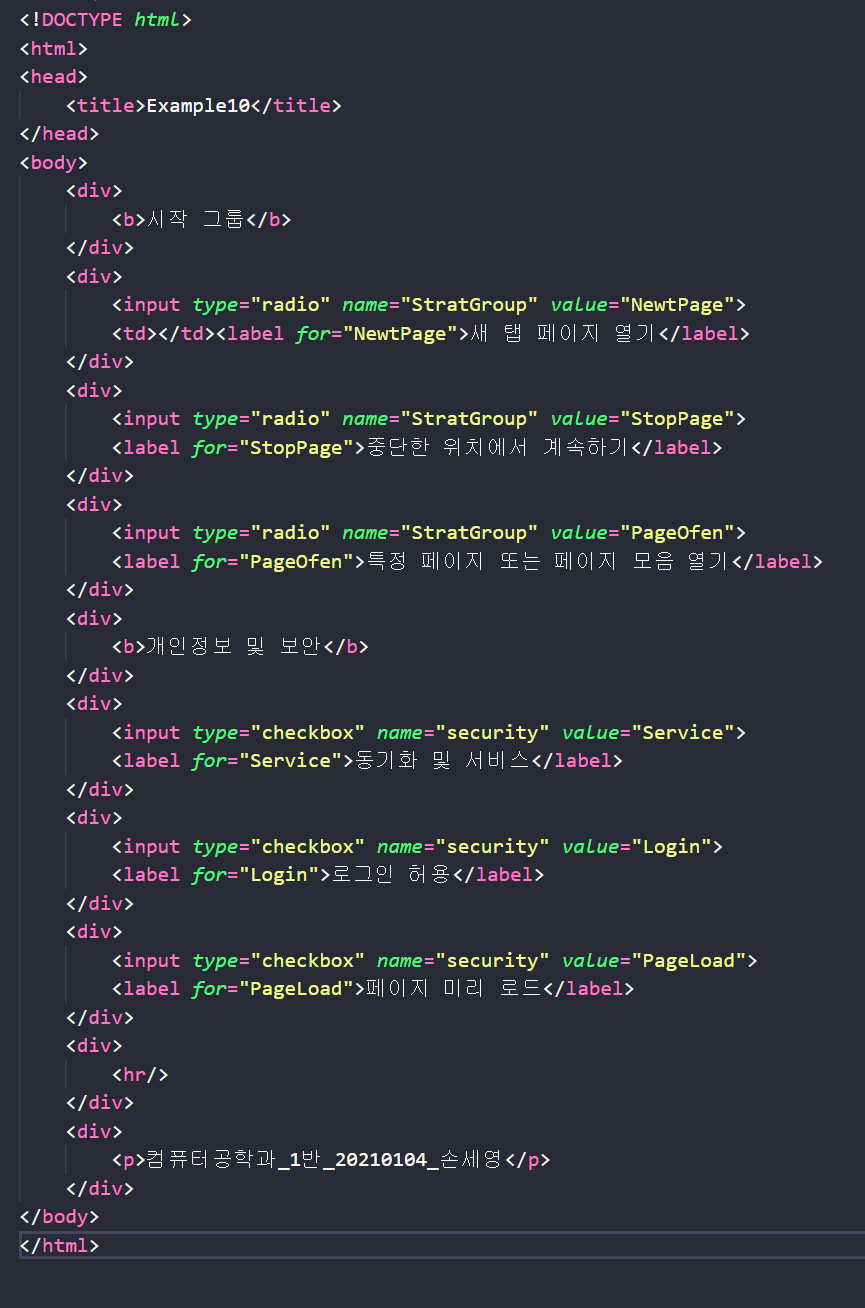 <!DOCTYPE html>
<html>
<head>
    <title>Example10</title>
</head>
<body>
    <div>
        <b>시작 그룹</b>
    </div>
    <div>
        <input type="radio" name="StratGroup" value="NewtPage">
        <td></td><label for="NewtPage">새 탭 페이지 열기</label>
    </div>
    <div>
        <input type="radio" name="StratGroup" value="StopPage">
        <label for="StopPage">중단한 위치에서 계속하기</label>
    </div>
    <div>
        <input type="radio" name="StratGroup" value="PageOfen">
        <label for="PageOfen">특정 페이지 또는 페이지 모음 열기</label>
    </div>
    <div>
        <b>개인정보 및 보안</b>
    </div>
    <div>
        <input type="checkbox" name="security" value="Service">
        <label for="Service">동기화 및 서비스</label>
    </div>
    <div>
        <input type="checkbox" name="security" value="Login">
        <label for="Login">로그인 허용</label>
    </div>
    <div>
        <input type="checkbox" name="security" value="PageLoad">
        <label for="PageLoad">페이지 미리 로드</label>
    </div>
    <div>
        <hr/>
    </div>
    <div>
        <p>컴퓨터공학과_1반_20210104_손세영</p>
    </div>
</body>
</html>